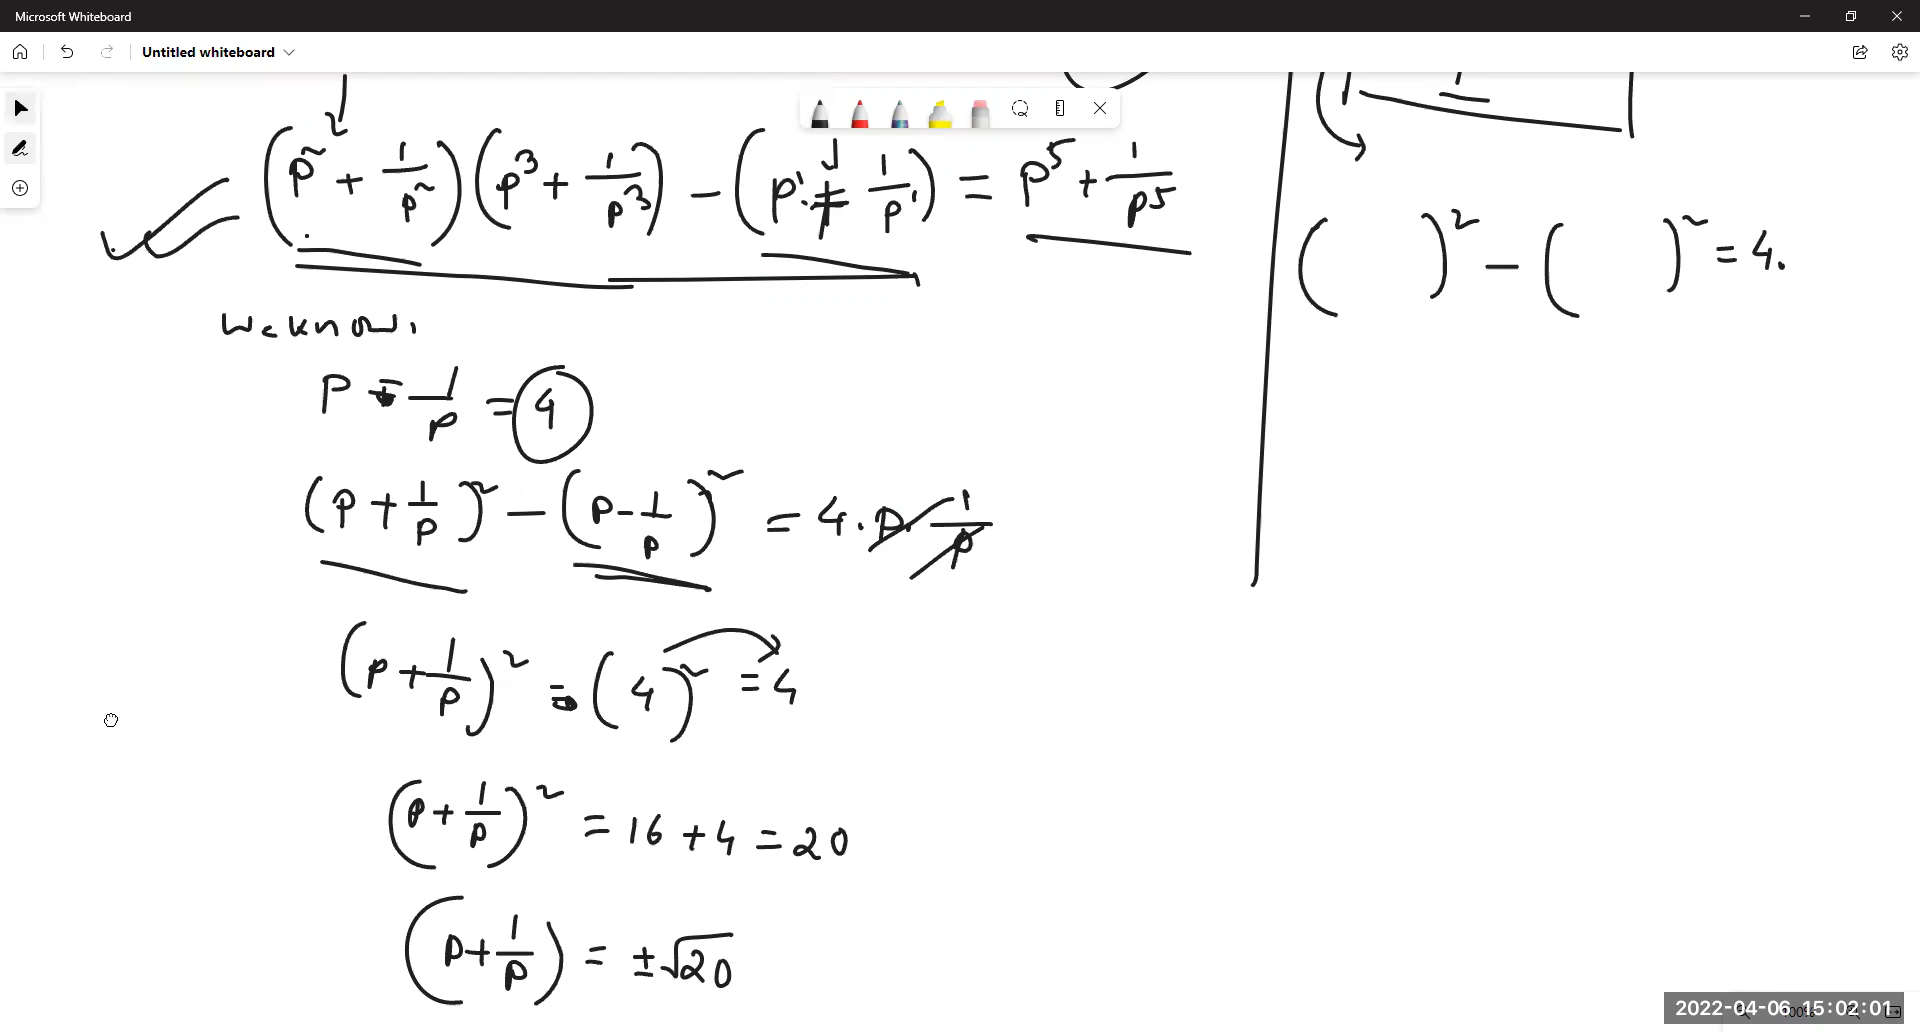 Microsoft Whiteboard
Untitled whiteboard
(p² + 1/p²)(p³ + 1/p³) - (p¹ + 1/p¹) = p⁵ + 1/p⁵
( )² - ( )² = 4.
We know,
P - 1/p = 4
(p + 1/p)² - (p - 1/p)² = 4 . p . 1/p
(p + 1/p)² - (4)² = 4
(p + 1/p)² = 16 + 4 = 20
(p + 1/p) = ±√20
2022-04-06 15:02:01